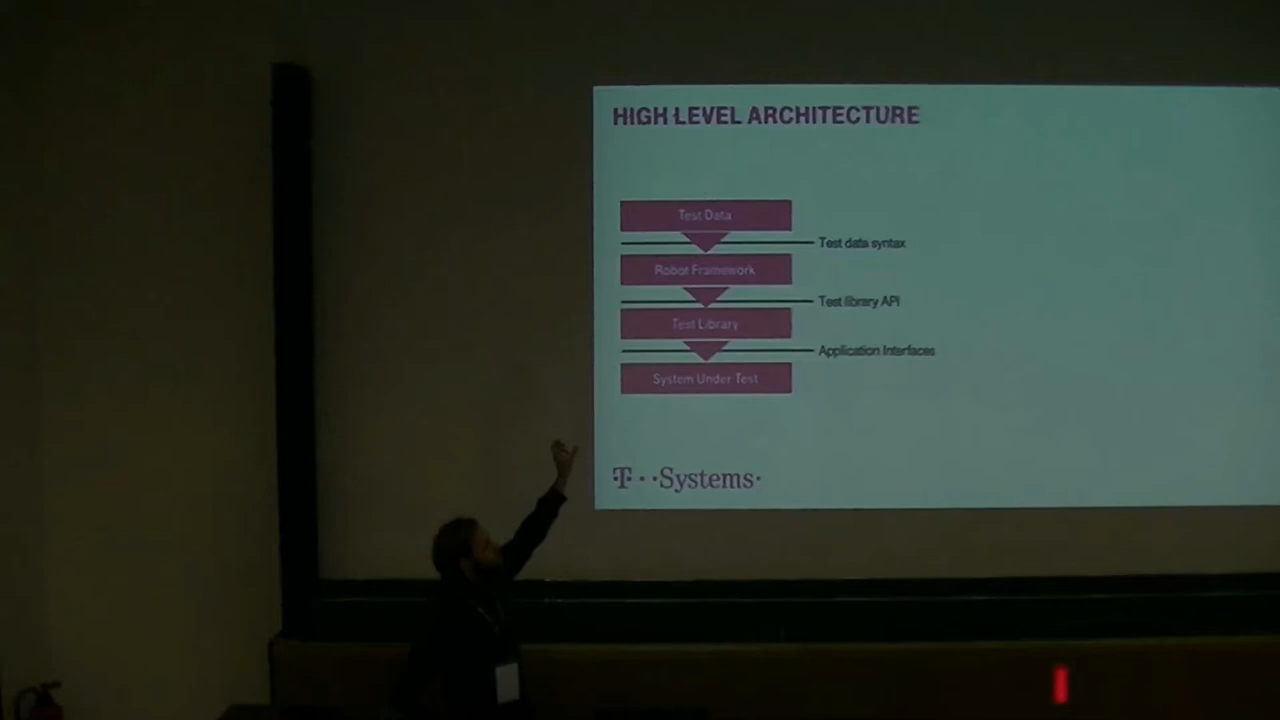 HIGH LEVEL ARCHITECTURE
Test Data
Test data syntax
Robot Framework
Test library API
Test Library
Application Interfaces
System Under Test
T··Systems·